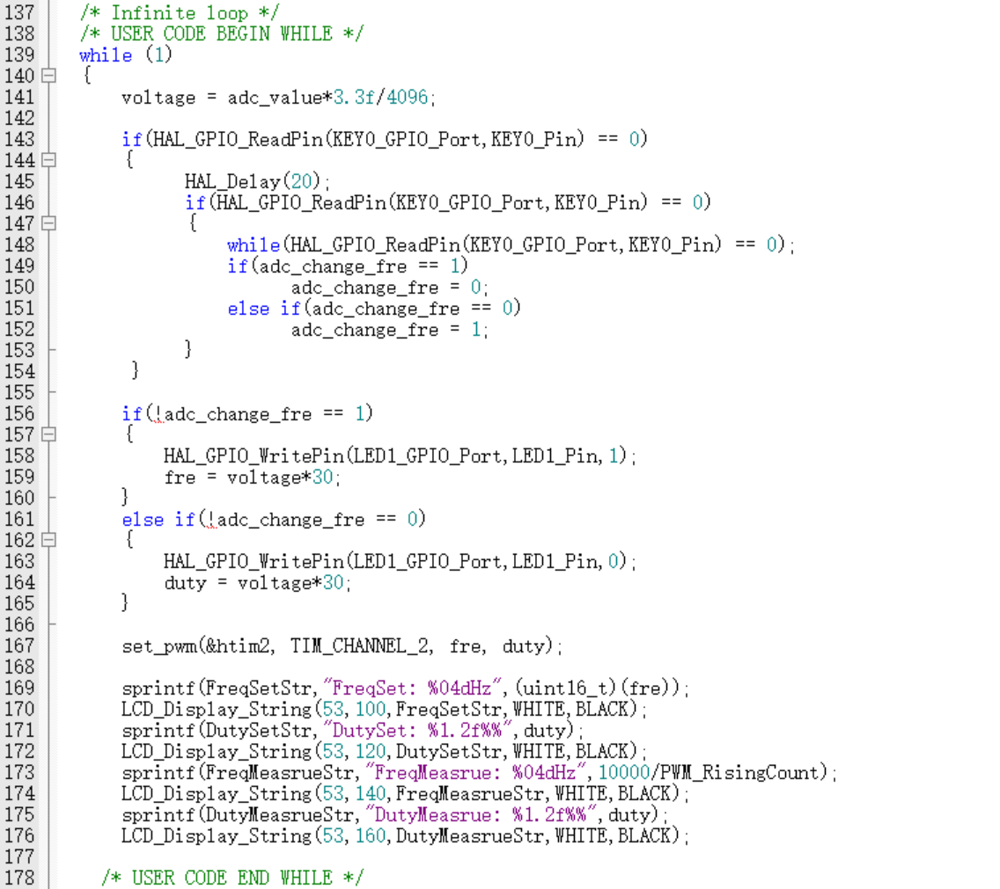 137 /* Infinite loop */
138 /* USER CODE BEGIN WHILE */
139 while (1)
140 {
141 voltage = adc_value*3.3f/4096;
142
143 if(HAL_GPIO_ReadPin(KEY0_GPIO_Port,KEY0_Pin) == 0)
144 {
145 HAL_Delay(20);
146 if(HAL_GPIO_ReadPin(KEY0_GPIO_Port,KEY0_Pin) == 0)
147 {
148 while(HAL_GPIO_ReadPin(KEY0_GPIO_Port,KEY0_Pin) == 0);
149 if(adc_change_fre == 1)
150 adc_change_fre = 0;
151 else if(adc_change_fre == 0)
152 adc_change_fre = 1;
153 }
154 }
155
156 if(!adc_change_fre == 1)
157 {
158 HAL_GPIO_WritePin(LED1_GPIO_Port,LED1_Pin,1);
159 fre = voltage*30;
160 }
161 else if(!adc_change_fre == 0)
162 {
163 HAL_GPIO_WritePin(LED1_GPIO_Port,LED1_Pin,0);
164 duty = voltage*30;
165 }
166
167 set_pwm(&htim2, TIM_CHANNEL_2, fre, duty);
168
169 sprintf(FreqSetStr,"FreqSet: %04dHz",(uint16_t)(fre));
170 LCD_Display_String(53,100,FreqSetStr,WHITE,BLACK);
171 sprintf(DutySetStr,"DutySet: %1.2f%%",duty);
172 LCD_Display_String(53,120,DutySetStr,WHITE,BLACK);
173 sprintf(FreqMeasrueStr,"FreqMeasrue: %04dHz",10000/PWM_RisingCount);
174 LCD_Display_String(53,140,FreqMeasrueStr,WHITE,BLACK);
175 sprintf(DutyMeasrueStr,"DutyMeasrue: %1.2f%%",duty);
176 LCD_Display_String(53,160,DutyMeasrueStr,WHITE,BLACK);
177
178 /* USER CODE END WHILE */